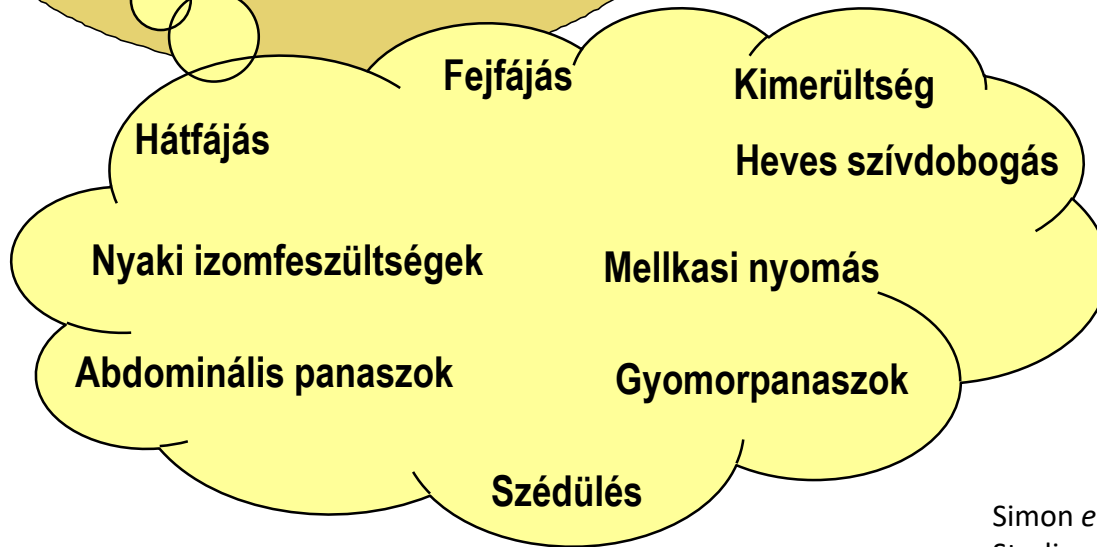 Fejfájás
Kimerültség
Hátfájás
Heves szívdobogás
Nyaki izomfeszültségek
Mellkasi nyomás
Abdominális panaszok
Gyomorpanaszok
Szédülés
Simon e